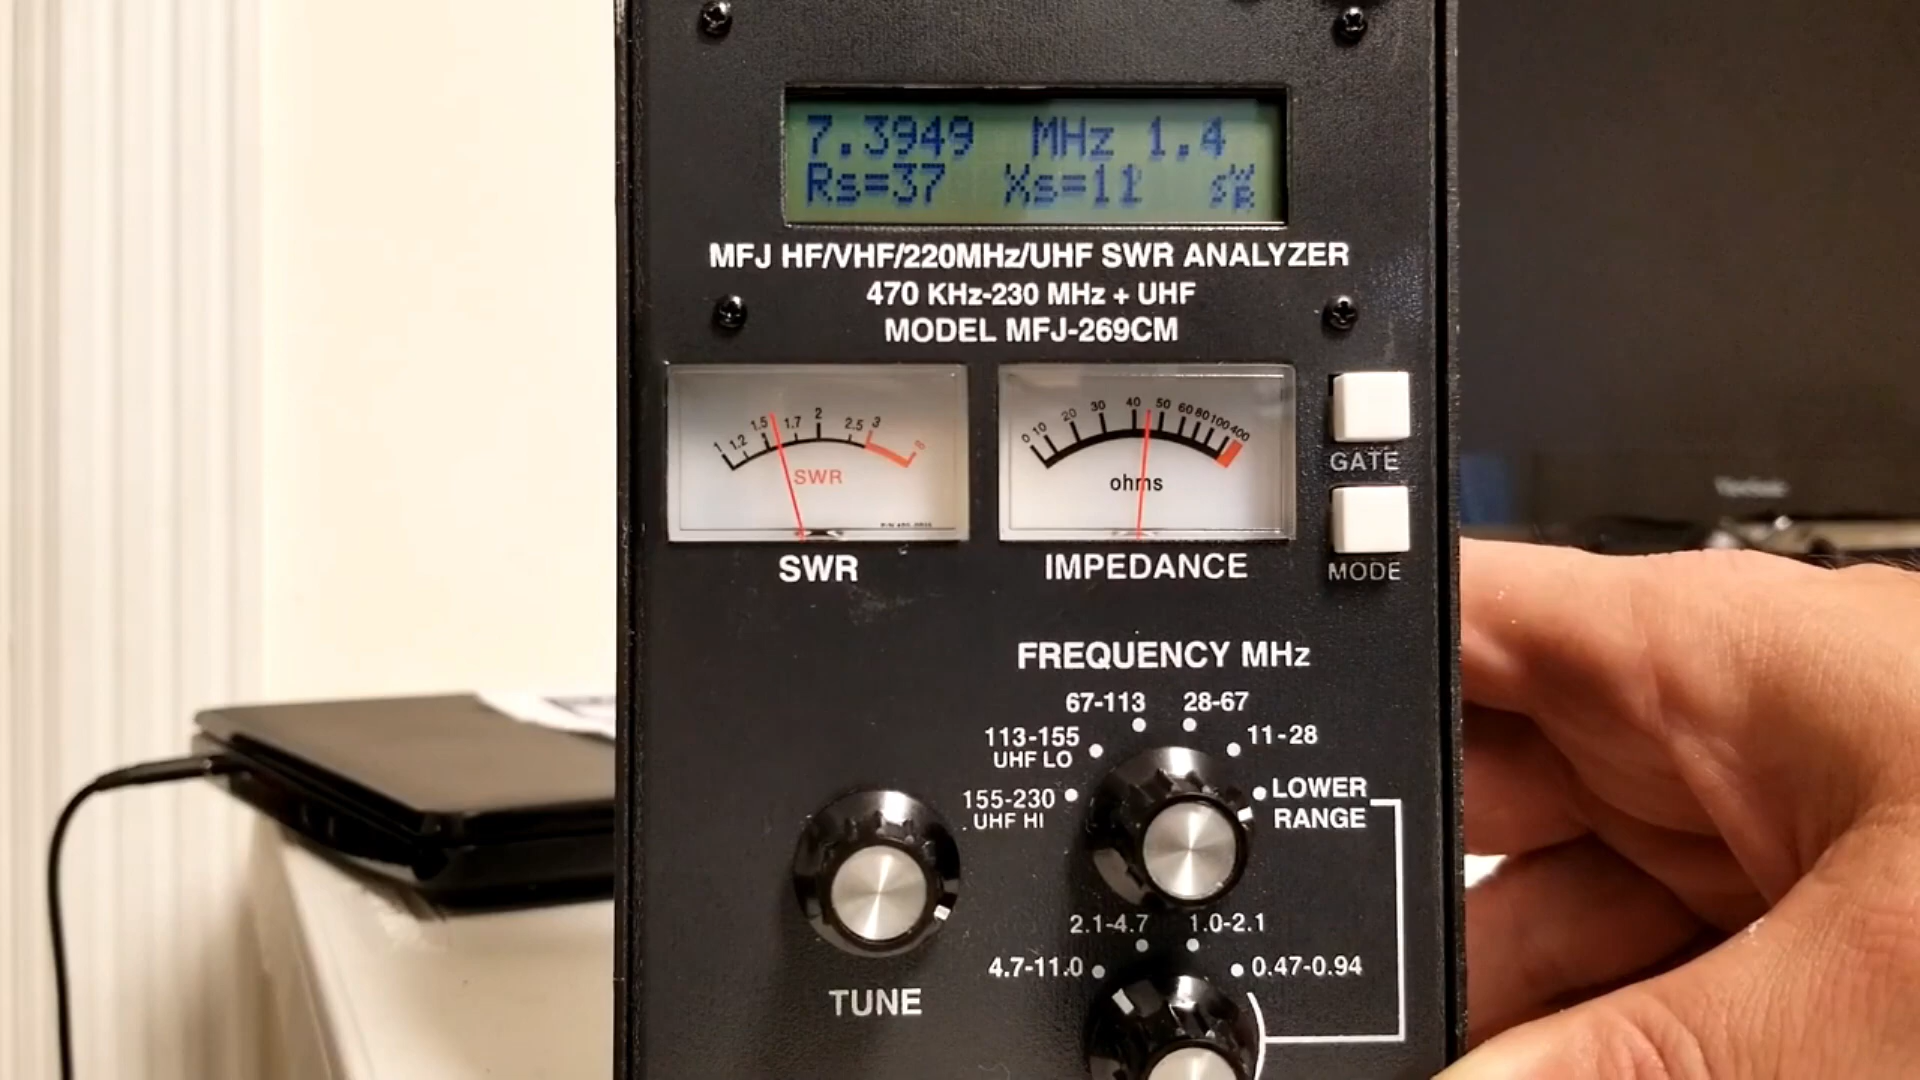 7.3949 MHz 1.4
Rs=37 Xs=11 SWR
MFJ HF/VHF/220MHz/UHF SWR ANALYZER
470 KHz-230 MHz + UHF
MODEL MFJ-269CM
1 1.2 1.5 1.7 2 2.5 3
SWR
SWR
0 10 20 30 40 50 60 80 100 400
ohms
IMPEDANCE
GATE
MODE
FREQUENCY MHz
67-113 28-67
113-155 11-28
UHF LO
155-230
UHF HI
LOWER
RANGE
2.1-4.7 1.0-2.1
4.7-11.0 0.47-0.94
TUNE